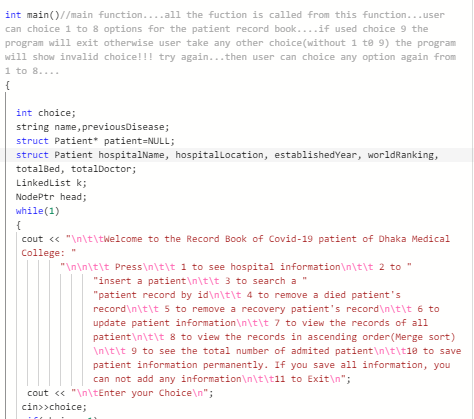 int main()//main function....all the fuction is called from this function...user
can choose 1 to 8 options for the patient record book....if used choice 9 the
program will exit otherwise user take any other choice(without 1 t0 9) the program
will show invalid choice!!! try again...then user can choice any option again from
1 to 8....
{
int choice;
string name,previousDisease;
struct Patient* patient=NULL;
struct Patient hospitalName, hospitalLocation, establishedYear, worldRanking,
totalBed, totalDoctor;
LinkedList k;
NodePtr head;
while(1)
{
cout << "\n\t\tWelcome to the Record Book of Covid-19 patient of Dhaka Medical
College: "
"\n\n\t\t Press\n\t\t 1 to see hospital information\n\t\t 2 to "
"insert a patient\n\t\t 3 to search a "
"patient record by id\n\t\t 4 to remove a died patient's
record\n\t\t 5 to remove a recovery patient's record\n\t\t 6 to
update patient information\n\t\t 7 to view the records of all
patient\n\t\t 8 to view the records in ascending order(Merge sort)
\n\t\t 9 to see the total number of admited patient\n\t\t10 to save
patient information permanently. If you save all information, you
can not add any information\n\t\t11 to Exit\n";
cout << "\n\tEnter your Choice\n";
cin>>choice;